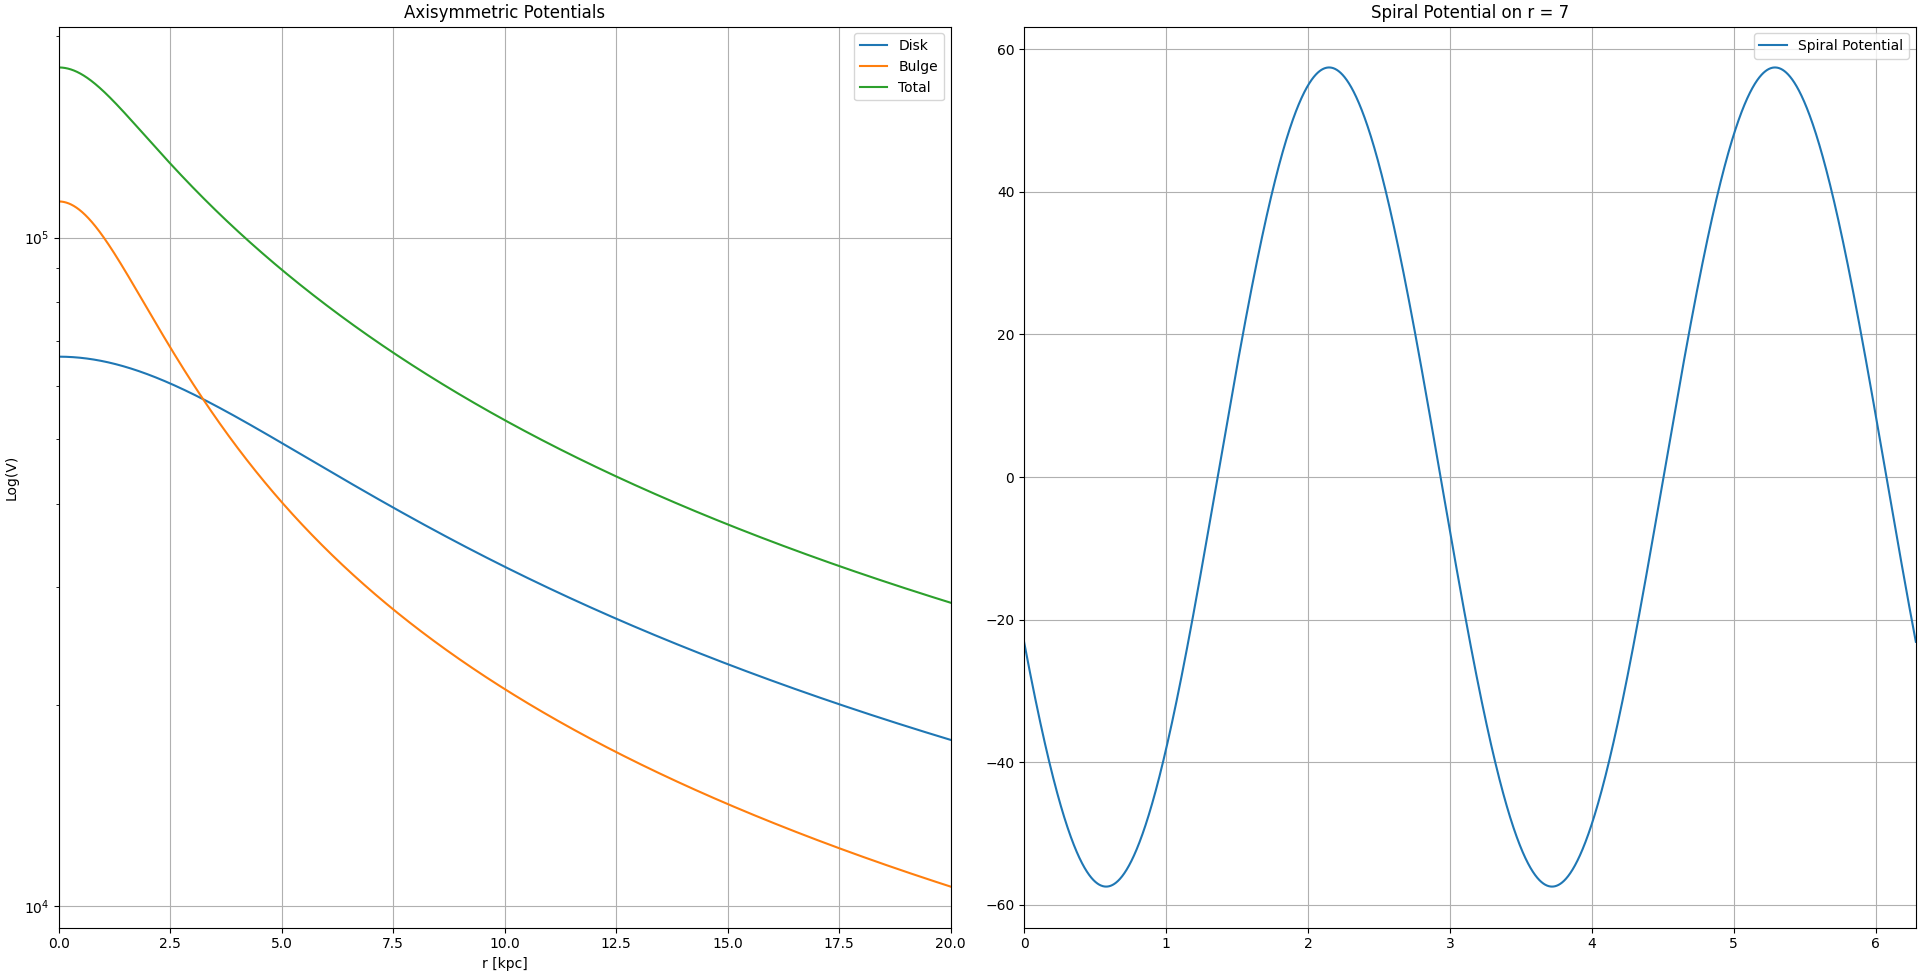 Axisymmetric Potentials
Disk
Bulge
Total
10^5
10^4
Log(V)
0.0 2.5 5.0 7.5 10.0 12.5 15.0 17.5 20.0
r [kpc]
Spiral Potential on r = 7
Spiral Potential
60
40
20
0
−20
−40
−60
0 1 2 3 4 5 6